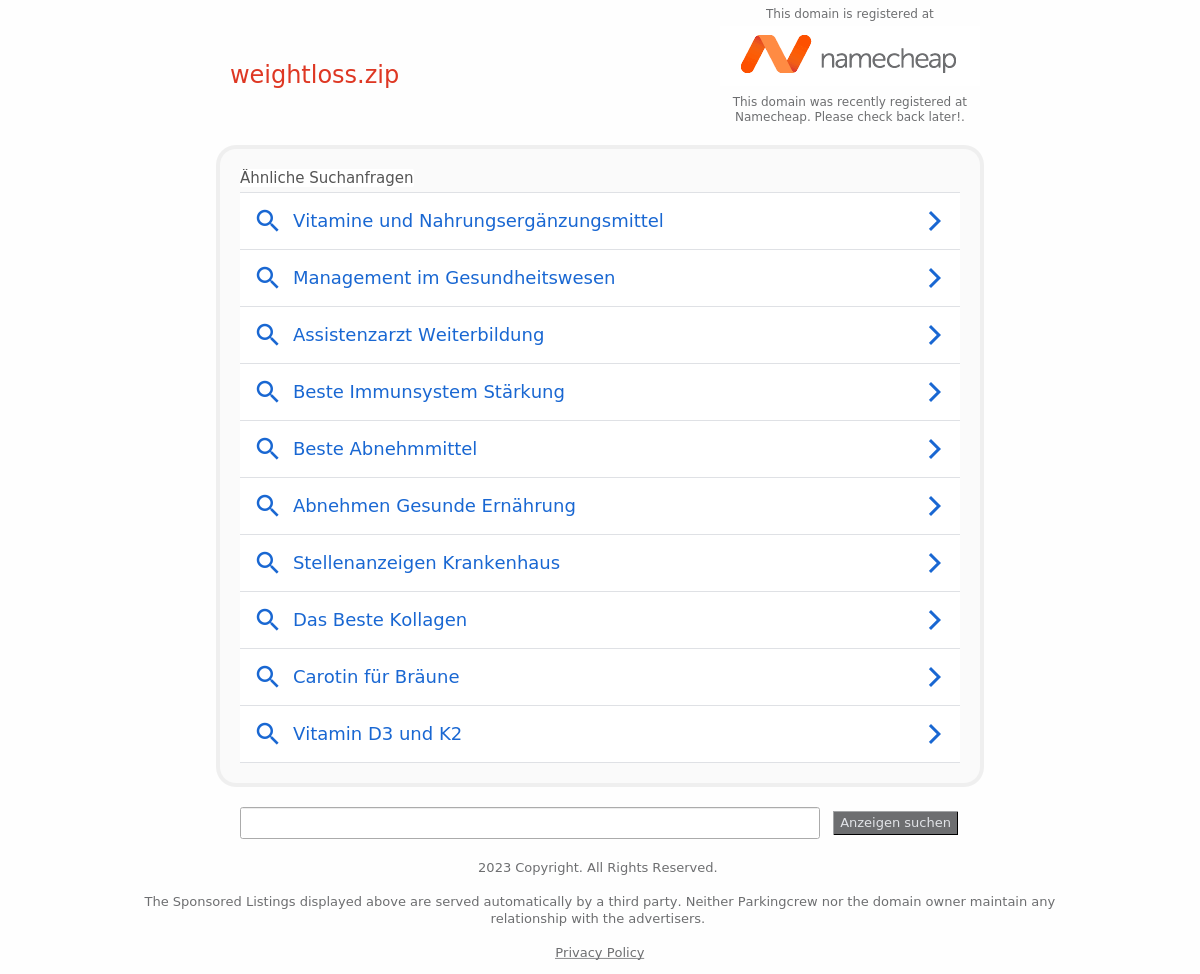 This domain is registered at
namecheap
weightloss.zip
This domain was recently registered at
Namecheap. Please check back later!.
Ähnliche Suchanfragen
Vitamine und Nahrungsergänzungsmittel
Management im Gesundheitswesen
Assistenzarzt Weiterbildung
Beste Immunsystem Stärkung
Beste Abnehmmittel
Abnehmen Gesunde Ernährung
Stellenanzeigen Krankenhaus
Das Beste Kollagen
Carotin für Bräune
Vitamin D3 und K2
Anzeigen suchen
2023 Copyright. All Rights Reserved.
The Sponsored Listings displayed above are served automatically by a third party. Neither Parkingcrew nor the domain owner maintain any
relationship with the advertisers.
Privacy Policy